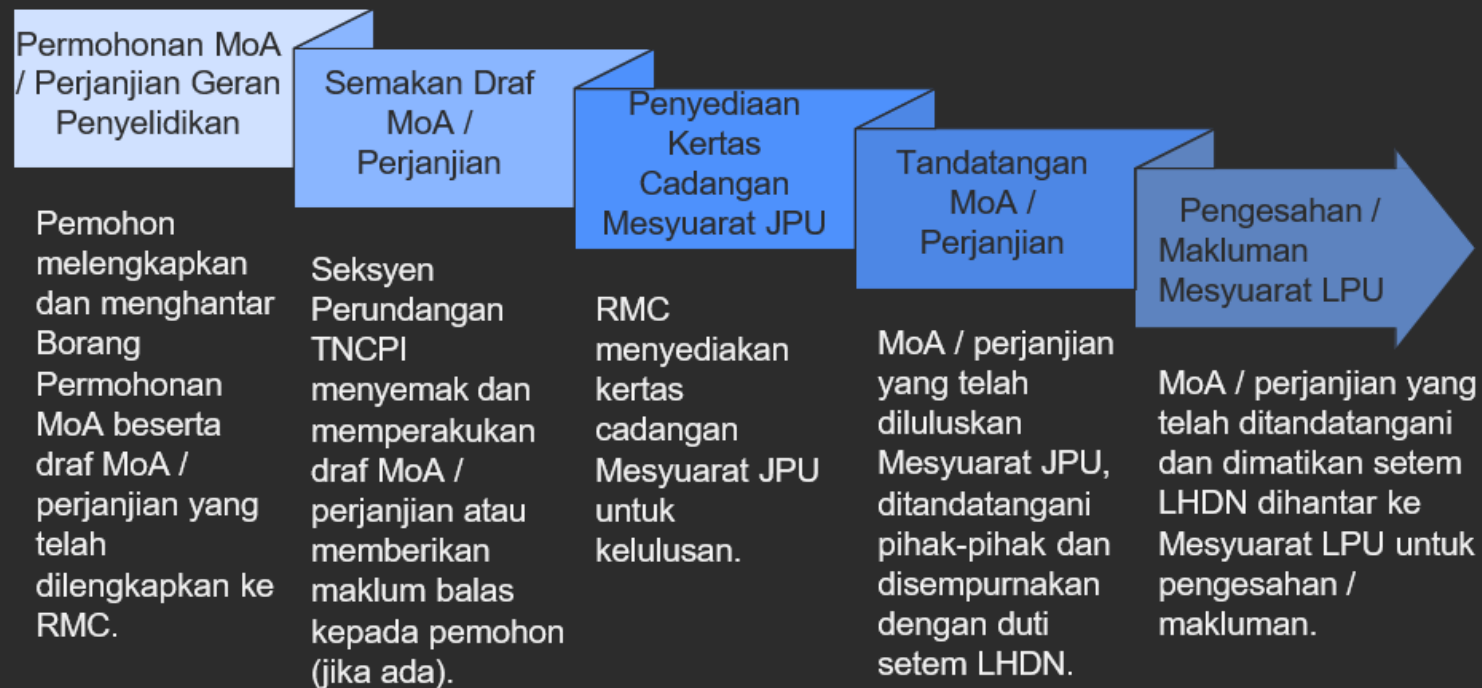 Permohonan MoA
/ Perjanjian Geran
Penyelidikan
Semakan Draf
MoA /
Perjanjian
Penyediaan
Kertas
Cadangan
Mesyuarat JPU
Tandatangan
MoA /
Perjanjian
Pengesahan /
Makluman
Mesyuarat LPU
Pemohon
melengkapkan
dan menghantar
Borang
Permohonan
MoA beserta
draf MoA /
perjanjian yang
telah
dilengkapkan ke
RMC.
Seksyen
Perundangan
TNCPI
menyemak dan
memperakukan
draf MoA /
perjanjian atau
memberikan
maklum balas
kepada pemohon
(jika ada).
RMC
menyediakan
kertas
cadangan
Mesyuarat JPU
untuk
kelulusan.
MoA / perjanjian
yang telah
diluluskan
Mesyuarat JPU,
ditandatangani
pihak-pihak dan
disempurnakan
dengan duti
setem LHDN.
MoA / perjanjian yang
telah ditandatangani
dan dimatikan setem
LHDN dihantar ke
Mesyuarat LPU untuk
pengesahan /
makluman.